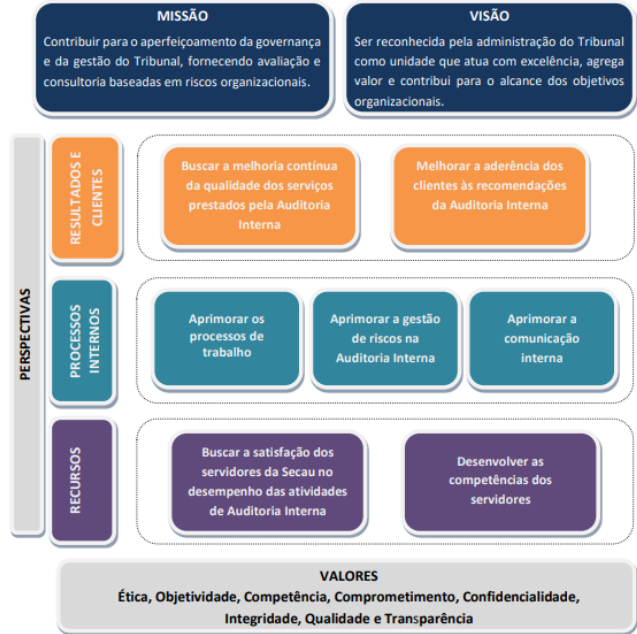 MISSÃO
Contribuir para o aperfeiçoamento da governança
e da gestão do Tribunal, fornecendo avaliação e
consultoria baseadas em riscos organizacionais.
VISÃO
Ser reconhecida pela administração do Tribunal
como unidade que atua com excelência, agrega
valor e contribui para o alcance dos objetivos
organizacionais.
PERSPECTIVAS
RESULTADOS E
CLIENTES
Buscar a melhoria contínua
da qualidade dos serviços
prestados pela Auditoria
Interna
Melhorar a aderência dos
clientes às recomendações
da Auditoria Interna
PROCESSOS
INTERNOS
Aprimorar os
processos de
trabalho
Aprimorar a gestão
de riscos na
Auditoria Interna
Aprimorar a
comunicação
interna
RECURSOS
Buscar a satisfação dos
servidores da Secau no
desempenho das atividades
de Auditoria Interna
Desenvolver as
competências dos
servidores
VALORES
Ética, Objetividade, Competência, Comprometimento, Confidencialidade,
Integridade, Qualidade e Transparência